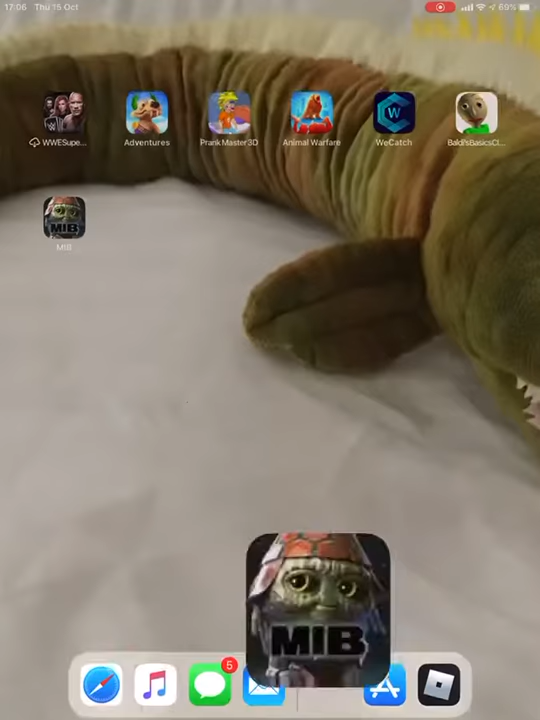 17:06 Thu 15 Oct 69%
WWESupe... Adventures Prank Master 3D Animal Warfare WeCatch Baldi'sBasicsCl...
W
MIB
MIB
MIB
5